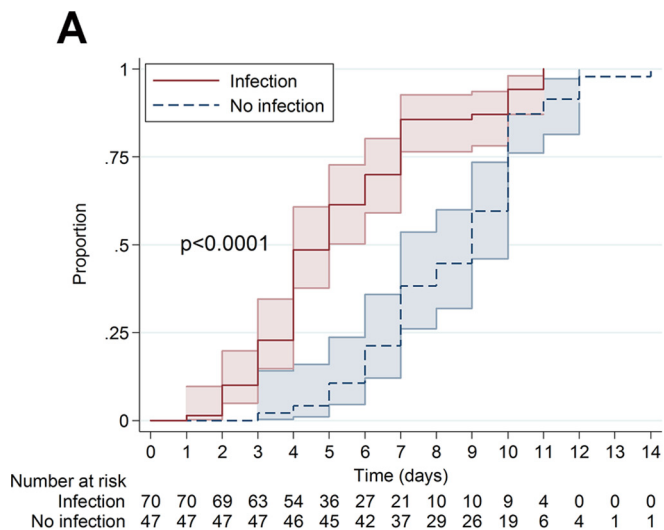 A
1
.75
.5
.25
0
Proportion
Infection
No infection
p<0.0001
0 1 2 3 4 5 6 7 8 9 10 11 12 13 14
Time (days)
Number at risk
Infection 70 70 69 63 54 36 27 21 10 10 9 4 0 0 0
No infection 47 47 47 47 46 45 42 37 29 26 19 6 4 1 1